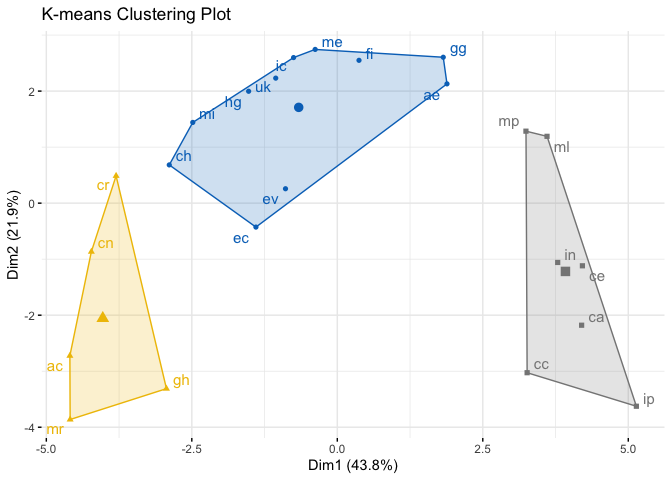 K-means Clustering Plot
me
fi
gg
ic
uk
ae
hg
mi
mp
ml
ch
cr
ev
ec
cn
in
ce
ca
ac
cc
gh
ip
mr
2
0
-2
-4
Dim2 (21.9%)
-5.0 -2.5 0.0 2.5 5.0
Dim1 (43.8%)